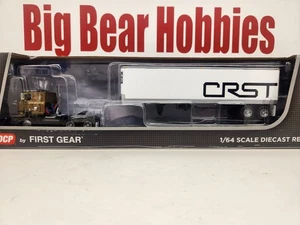 Big Bear Hobbies
CRST
DCP by FIRST GEAR
1/64 SCALE DIECAST RE